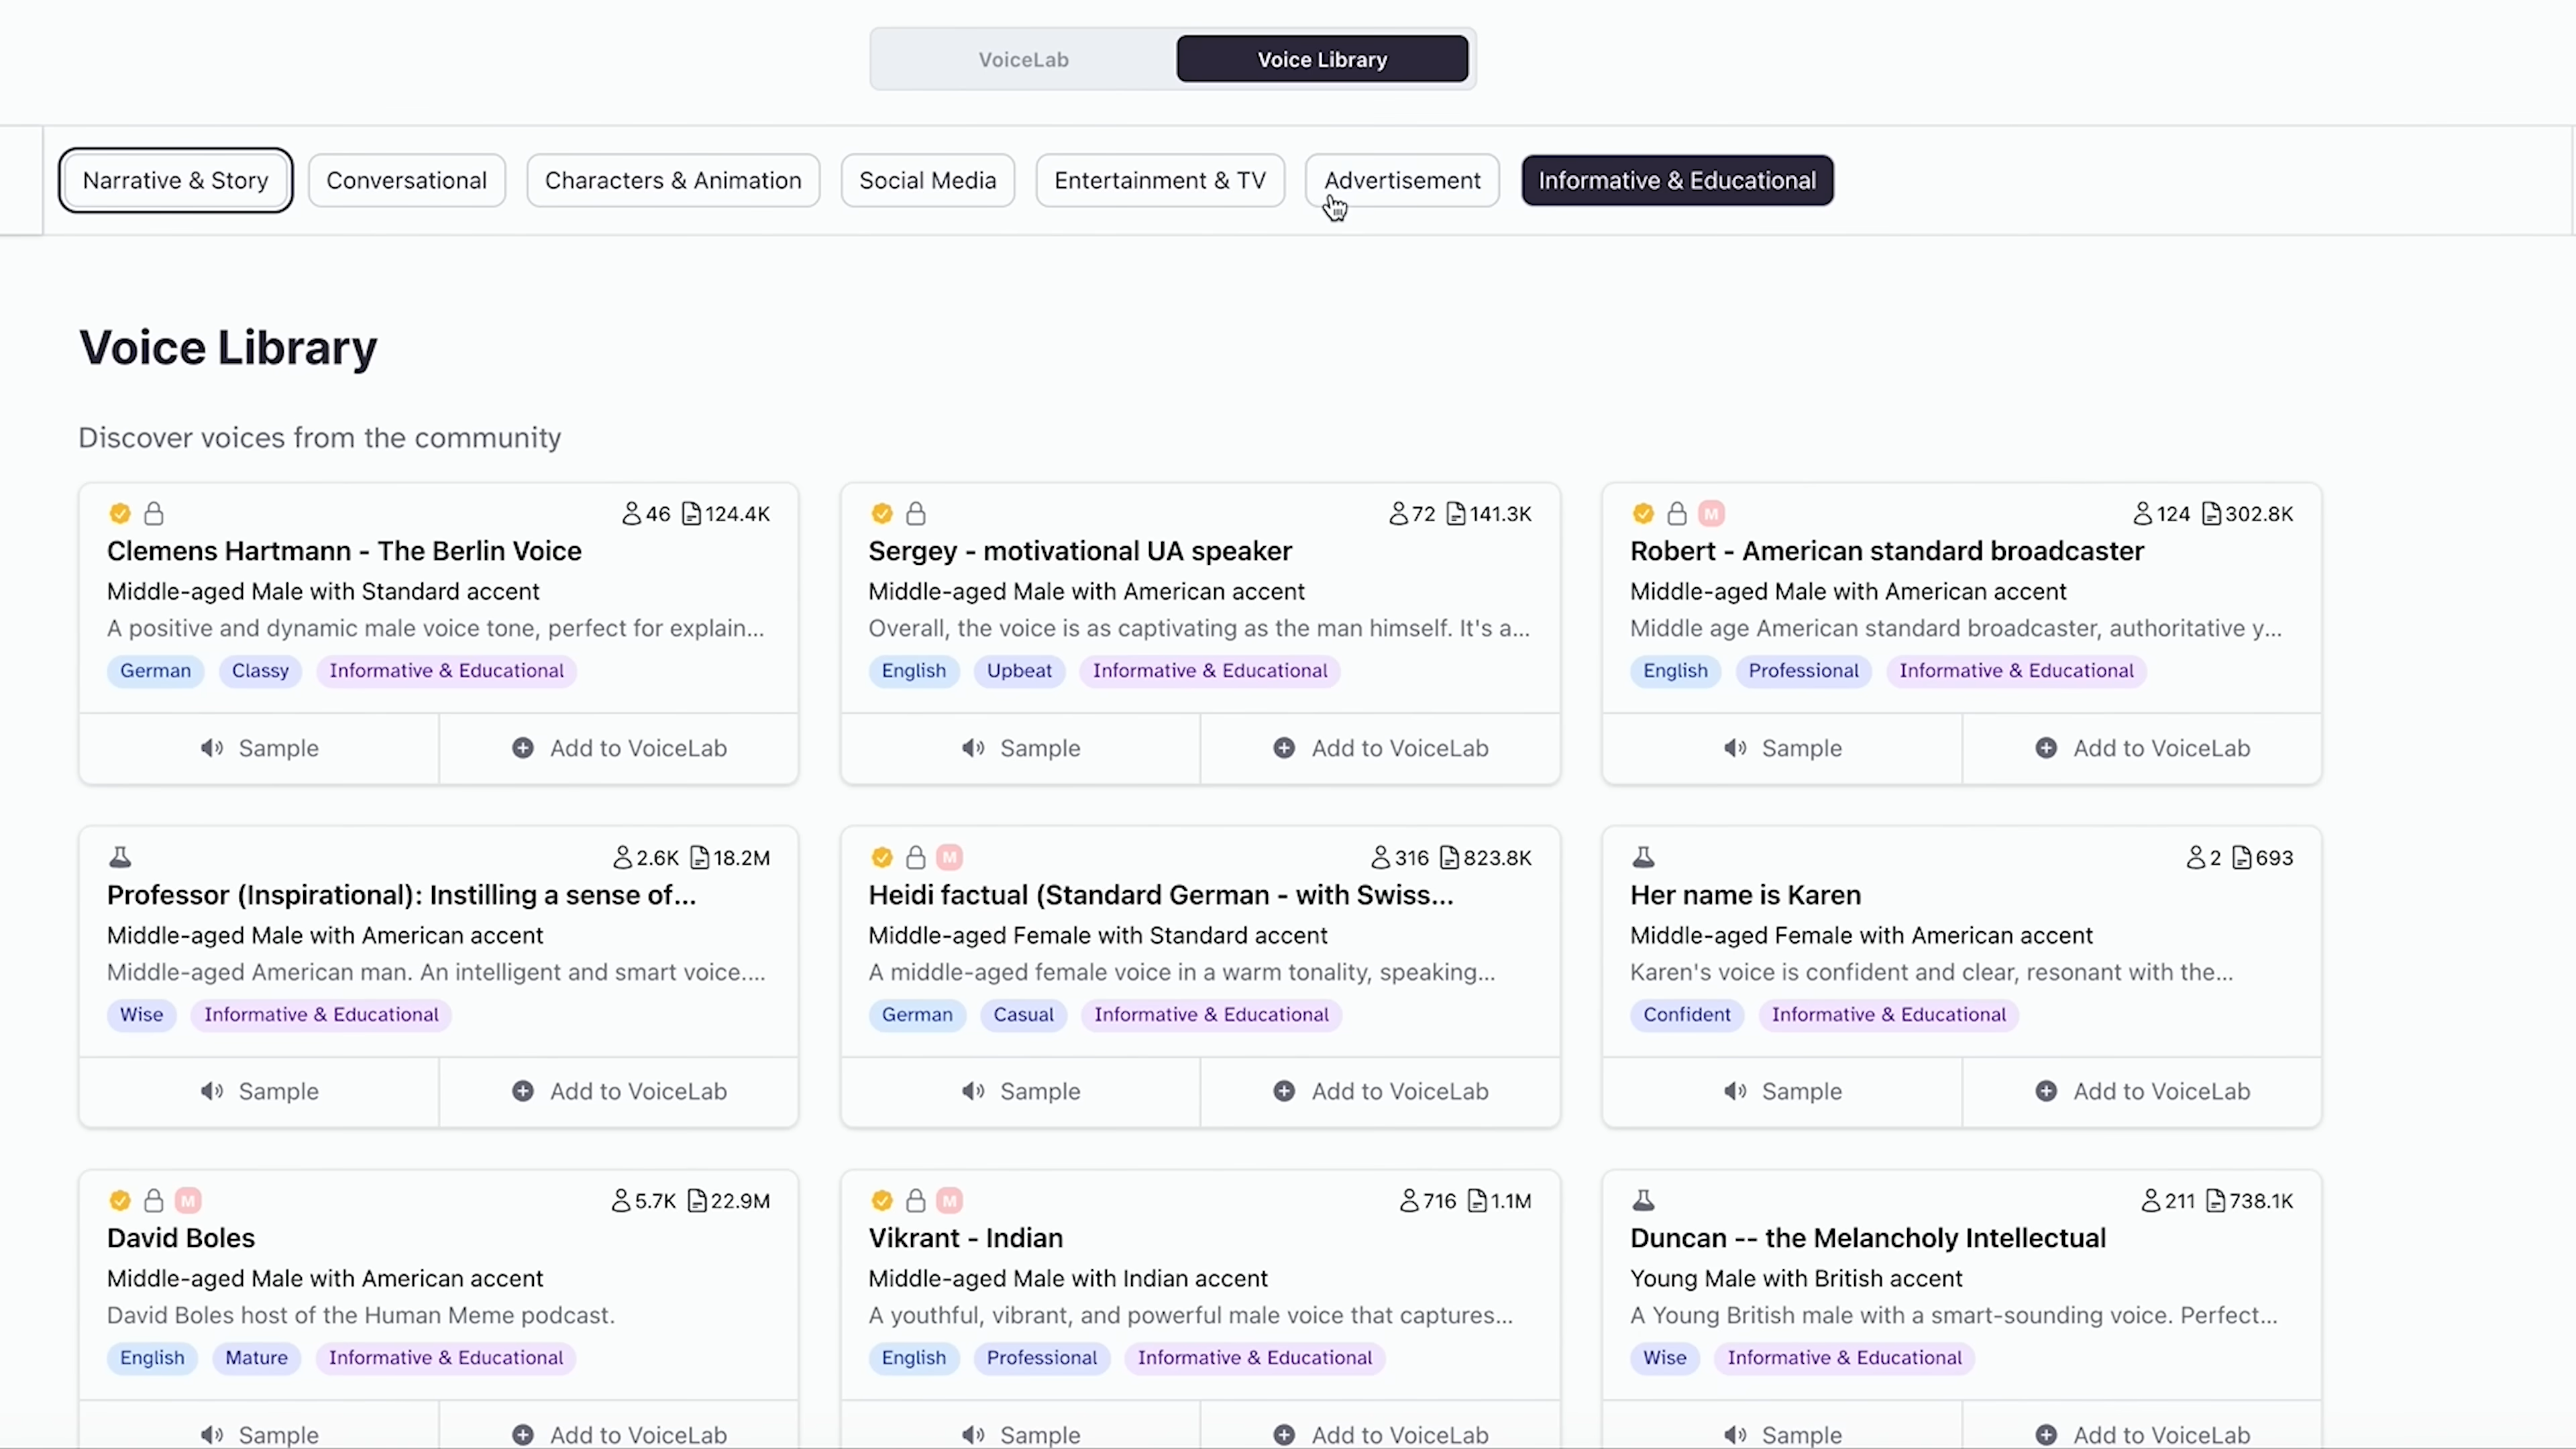 VoiceLab
Voice Library
Narrative & Story
Conversational
Characters & Animation
Social Media
Entertainment & TV
Advertisement
Informative & Educational
Voice Library
Discover voices from the community
46 124.4K
Clemens Hartmann - The Berlin Voice
Middle-aged Male with Standard accent
A positive and dynamic male voice tone, perfect for explain...
German Classy Informative & Educational
Sample Add to VoiceLab
72 141.3K
Sergey - motivational UA speaker
Middle-aged Male with American accent
Overall, the voice is as captivating as the man himself. It's a...
English Upbeat Informative & Educational
Sample Add to VoiceLab
M 124 302.8K
Robert - American standard broadcaster
Middle-aged Male with American accent
Middle age American standard broadcaster, authoritative y...
English Professional Informative & Educational
Sample Add to VoiceLab
2.6K 18.2M
Professor (Inspirational): Instilling a sense of...
Middle-aged Male with American accent
Middle-aged American man. An intelligent and smart voice....
Wise Informative & Educational
Sample Add to VoiceLab
M 316 823.8K
Heidi factual (Standard German - with Swiss...
Middle-aged Female with Standard accent
A middle-aged female voice in a warm tonality, speaking...
German Casual Informative & Educational
Sample Add to VoiceLab
2 693
Her name is Karen
Middle-aged Female with American accent
Karen's voice is confident and clear, resonant with the...
Confident Informative & Educational
Sample Add to VoiceLab
M 5.7K 22.9M
David Boles
Middle-aged Male with American accent
David Boles host of the Human Meme podcast.
English Mature Informative & Educational
Sample Add to VoiceLab
M 716 1.1M
Vikrant - Indian
Middle-aged Male with Indian accent
A youthful, vibrant, and powerful male voice that captures...
English Professional Informative & Educational
Sample Add to VoiceLab
211 738.1K
Duncan -- the Melancholy Intellectual
Young Male with British accent
A Young British male with a smart-sounding voice. Perfect...
Wise Informative & Educational
Sample Add to VoiceLab